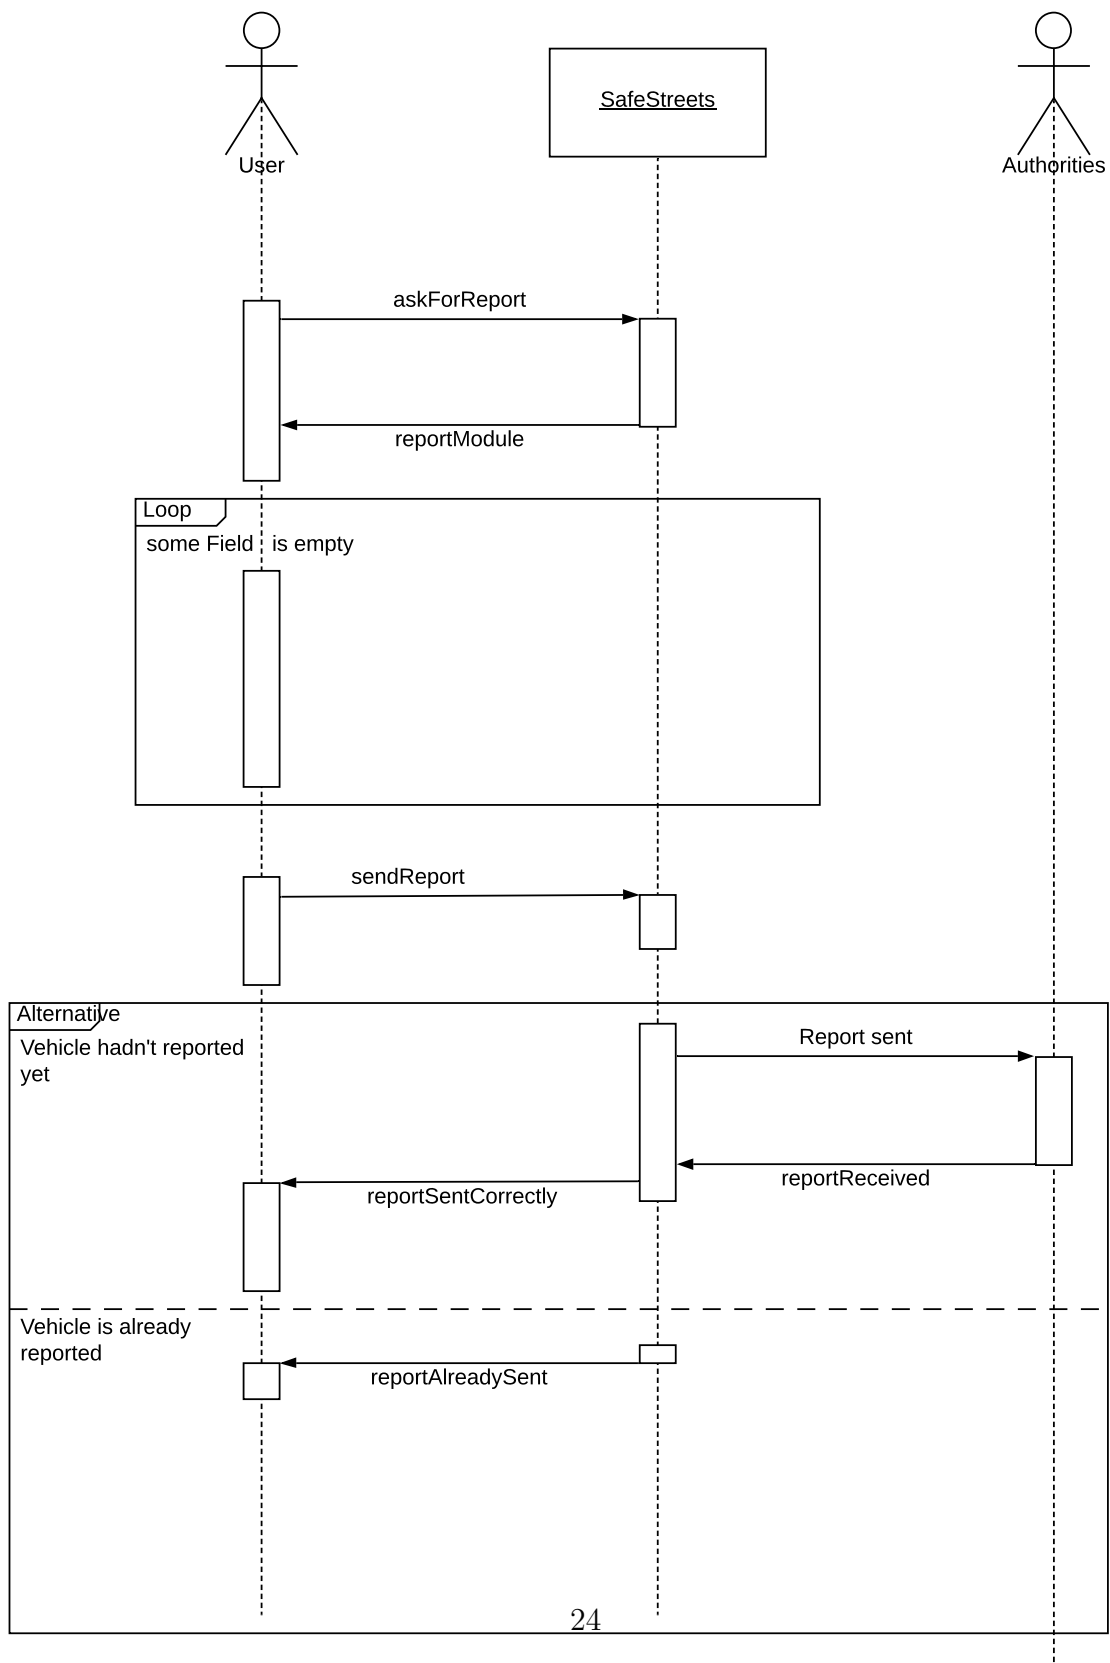 SafeStreets
User
Authorities
askForReport
reportModule
Loop
some Field is empty
sendReport
Alternative
Vehicle hadn't reported
yet
Report sent
reportReceived
reportSentCorrectly
Vehicle is already
reported
reportAlreadySent
24